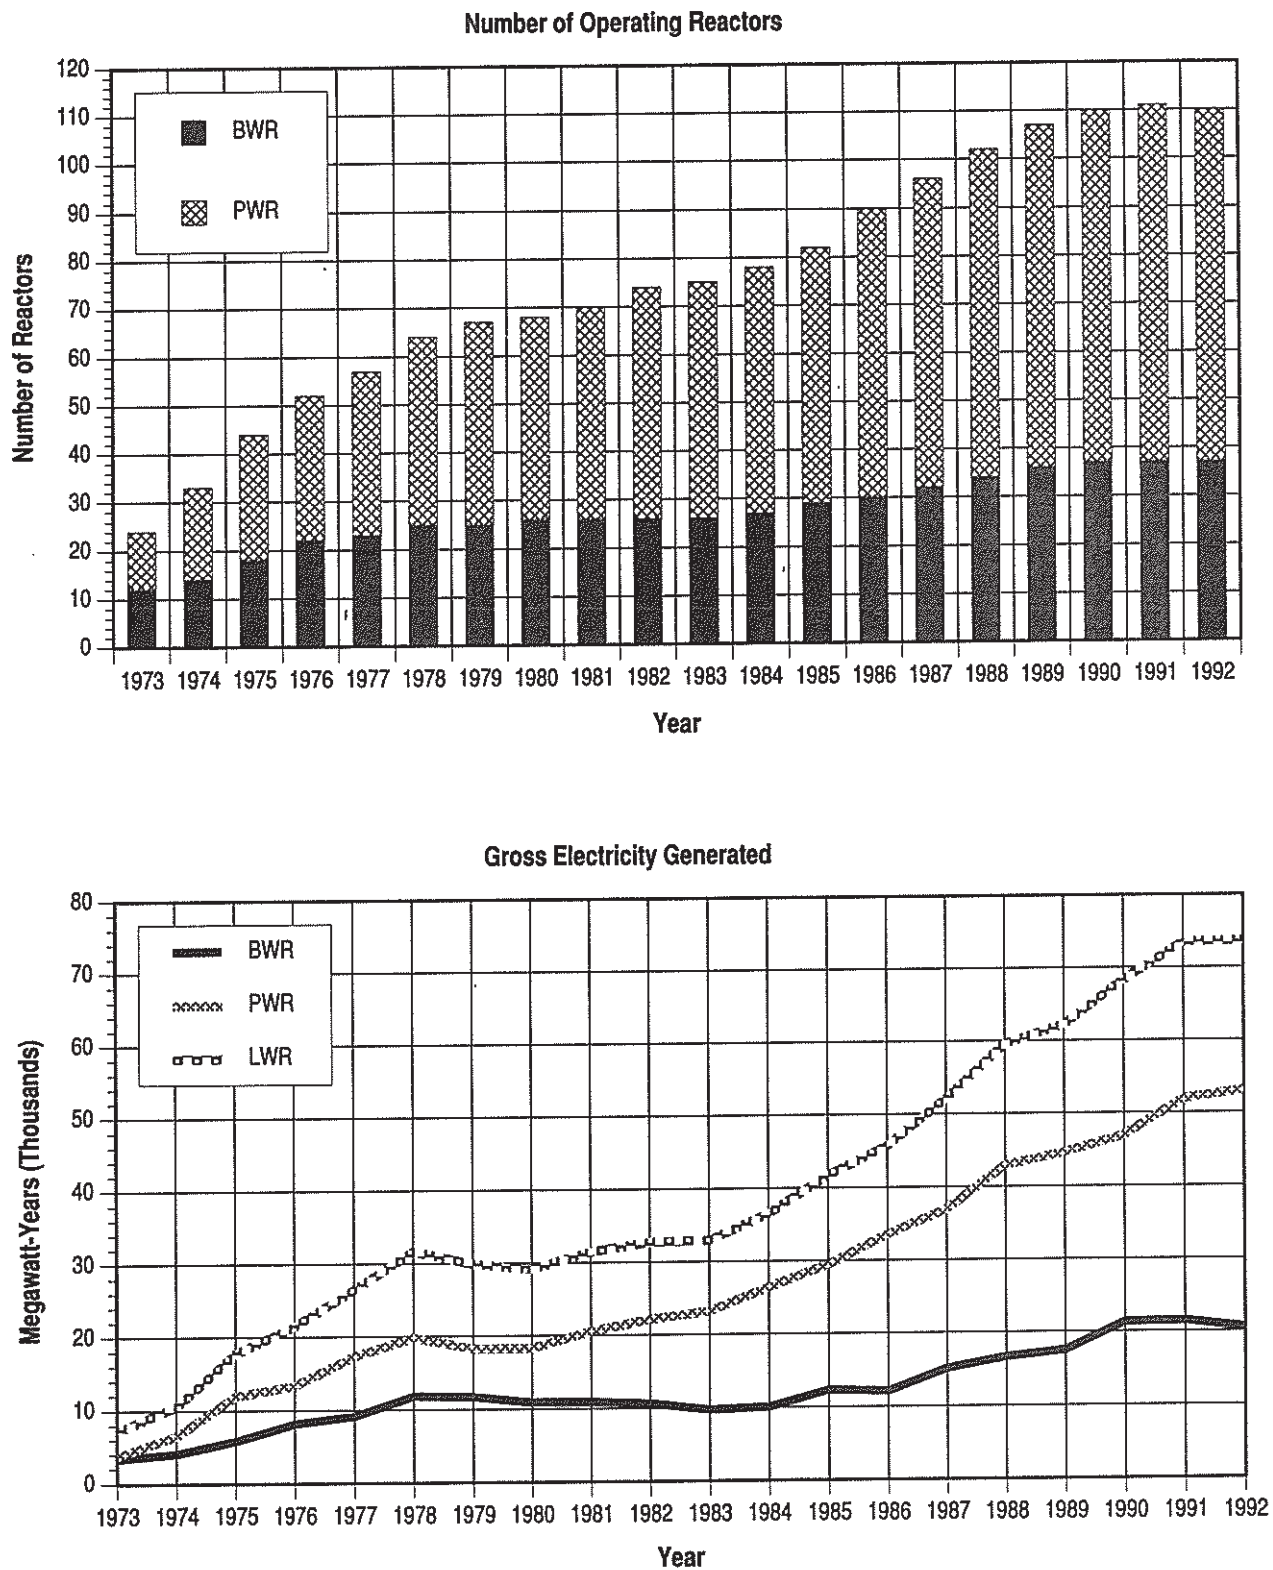 Number of Operating Reactors
120
110
100
90
80
70
60
50
40
30
20
10
0
BWR
PWR
Number of Reactors
1973 1974 1975 1976 1977 1978 1979 1980 1981 1982 1983 1984 1985 1986 1987 1988 1989 1990 1991 1992
Year
Gross Electricity Generated
80
70
60
50
40
30
20
10
0
BWR
PWR
LWR
Megawatt-Years (Thousands)
1973 1974 1975 1976 1977 1978 1979 1980 1981 1982 1983 1984 1985 1986 1987 1988 1989 1990 1991 1992
Year